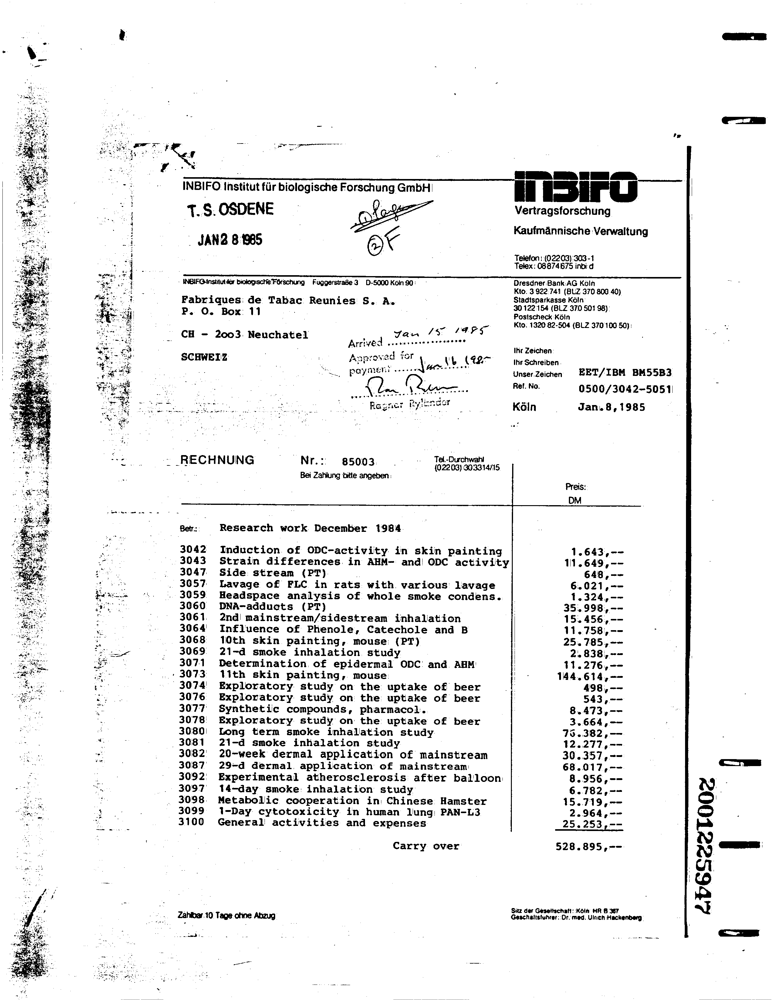 INBIFO Institut für biologische Forschung GmbH
INBIFO
T. S. OSDENE
Vertragsforschung
JAN 28 1985
Kaufmännische Verwaltung
2 F
Telefon: (02203) 303-1
Telex: 08874675 inbi d
INBIFO-Institut für biologische Forschung Fuggerstraße 3 D-5000 Köln 90
Dresdner Bank AG Köln
Kto. 3 922 741 (BLZ 370 800 40)
Stadtsparkasse Köln
30 122 154 (BLZ 370 501 98)
Postscheck Köln
Kto. 1320 82-504 (BLZ 370 100 50)
Fabriques de Tabac Reunies S. A.
P. O. Box 11
CH - 2oo3 Neuchatel
SCHWEIZ
Arrived Jan 15 1985
Approved for
payment Jan 16 1985
Ragnar Rylander
Ihr Zeichen
Ihr Schreiben
Unser Zeichen EET/IBM BM55B3
Ref. No. 0500/3042-5051
Köln Jan.8,1985
RECHNUNG Nr.: 85003
Bei Zahlung bitte angeben
Tel.-Durchwahl
(02203) 303314/15
Preis:
DM
Betr.: Research work December 1984
3042 Induction of ODC-activity in skin painting 1.643,--
3043 Strain differences in AHM- and ODC activity 11.649,--
3047 Side stream (PT) 648,--
3057 Lavage of FLC in rats with various lavage 6.021,--
3059 Headspace analysis of whole smoke condens. 1.324,--
3060 DNA-adducts (PT) 35.998,--
3061 2nd mainstream/sidestream inhalation 15.456,--
3064 Influence of Phenole, Catechole and B 11.758,--
3068 10th skin painting, mouse (PT) 25.785,--
3069 21-d smoke inhalation study 2.838,--
3071 Determination of epidermal ODC and AHM 11.276,--
3073 11th skin painting, mouse 144.614,--
3074 Exploratory study on the uptake of beer 498,--
3076 Exploratory study on the uptake of beer 543,--
3077 Synthetic compounds, pharmacol. 8.473,--
3078 Exploratory study on the uptake of beer 3.664,--
3080 Long term smoke inhalation study 76.382,--
3081 21-d smoke inhalation study 12.277,--
3082 20-week dermal application of mainstream 30.357,--
3087 29-d dermal application of mainstream 68.017,--
3092 Experimental atherosclerosis after balloon 8.956,--
3097 14-day smoke inhalation study 6.782,--
3098 Metabolic cooperation in Chinese Hamster 15.719,--
3099 1-Day cytotoxicity in human lung PAN-L3 2.964,--
3100 General activities and expenses 25.253,--
Carry over 528.895,--
2001225947
Zahlbar 10 Tage ohne Abzug
Sitz der Gesellschaft: Köln HR B 367
Geschäftsführer: Dr. med. Ulrich Hackenberg